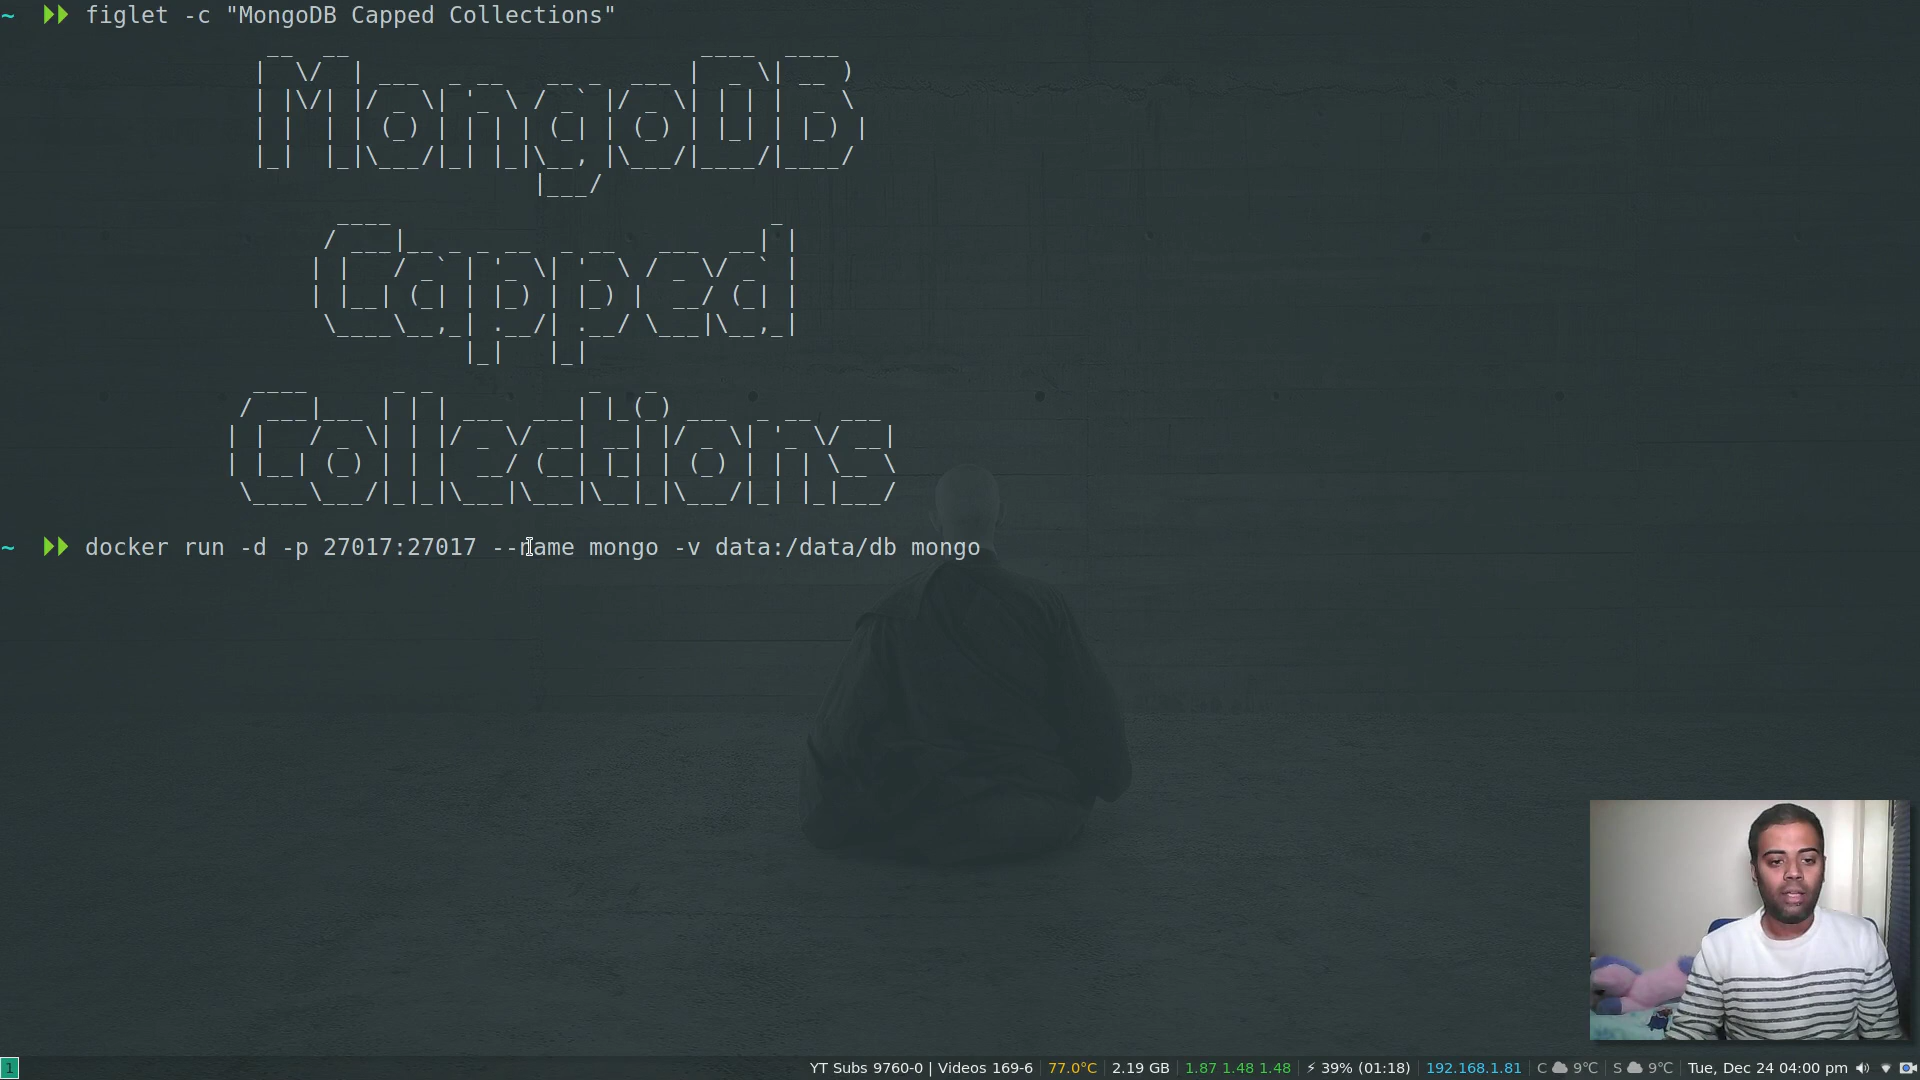 ~ figlet -c "MongoDB Capped Collections"
MongoDB
Capped
Collections
~ docker run -d -p 27017:27017 --name mongo -v data:/data/db mongo
1 YT Subs 9760-0 | Videos 169-6 | 77.0°C | 2.19 GB | 1.87 1.48 1.48 | ⚡ 39% (01:18) | 192.168.1.81 | C 9℃ | S 9℃ | Tue, Dec 24 04:00 pm